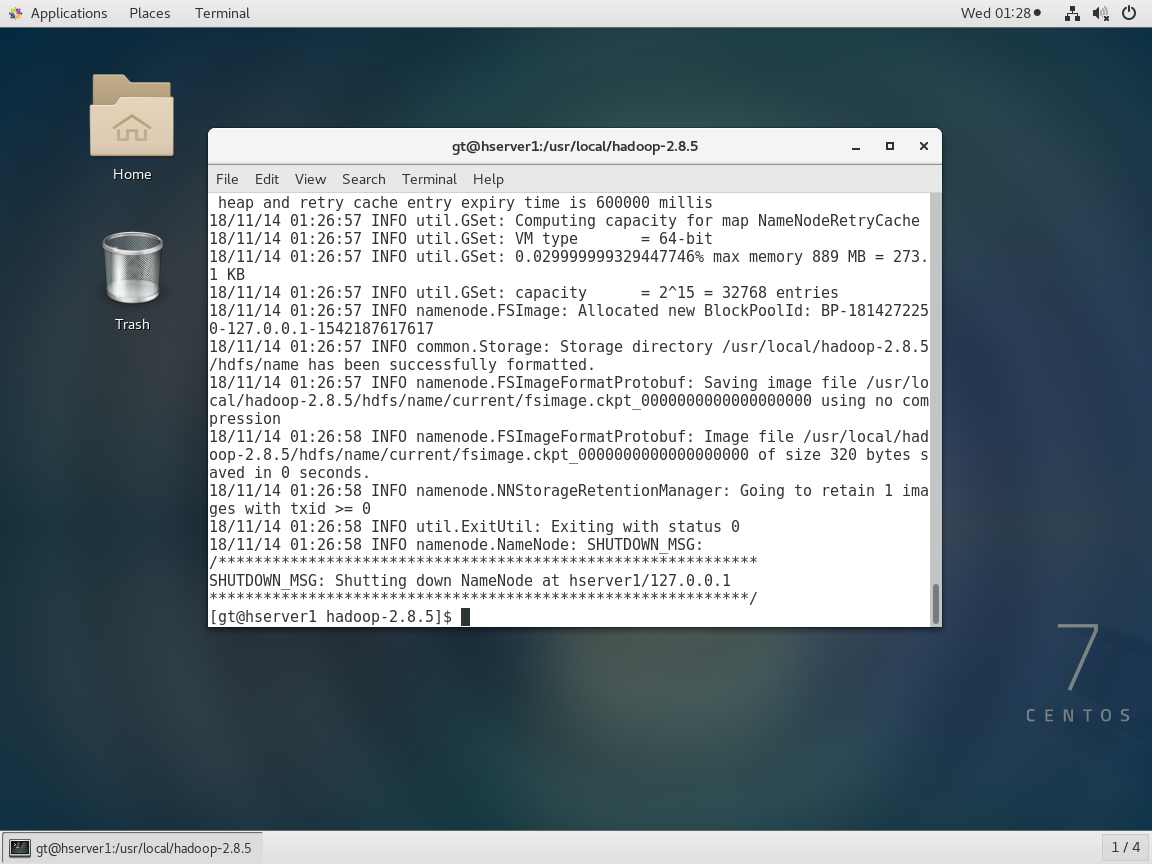 Applications Places Terminal Wed 01:28
Home
Trash
gt@hserver1:/usr/local/hadoop-2.8.5
File Edit View Search Terminal Help
 heap and retry cache entry expiry time is 600000 millis
18/11/14 01:26:57 INFO util.GSet: Computing capacity for map NameNodeRetryCache
18/11/14 01:26:57 INFO util.GSet: VM type       = 64-bit
18/11/14 01:26:57 INFO util.GSet: 0.029999999329447746% max memory 889 MB = 273.
1 KB
18/11/14 01:26:57 INFO util.GSet: capacity      = 2^15 = 32768 entries
18/11/14 01:26:57 INFO namenode.FSImage: Allocated new BlockPoolId: BP-181427225
0-127.0.0.1-1542187617617
18/11/14 01:26:57 INFO common.Storage: Storage directory /usr/local/hadoop-2.8.5
/hdfs/name has been successfully formatted.
18/11/14 01:26:57 INFO namenode.FSImageFormatProtobuf: Saving image file /usr/lo
cal/hadoop-2.8.5/hdfs/name/current/fsimage.ckpt_0000000000000000000 using no com
pression
18/11/14 01:26:58 INFO namenode.FSImageFormatProtobuf: Image file /usr/local/had
oop-2.8.5/hdfs/name/current/fsimage.ckpt_0000000000000000000 of size 320 bytes s
aved in 0 seconds.
18/11/14 01:26:58 INFO namenode.NNStorageRetentionManager: Going to retain 1 ima
ges with txid >= 0
18/11/14 01:26:58 INFO util.ExitUtil: Exiting with status 0
18/11/14 01:26:58 INFO namenode.NameNode: SHUTDOWN_MSG:
/************************************************************
SHUTDOWN_MSG: Shutting down NameNode at hserver1/127.0.0.1
************************************************************/
[gt@hserver1 hadoop-2.8.5]$
7
CENTOS
gt@hserver1:/usr/local/hadoop-2.8.5 1 / 4